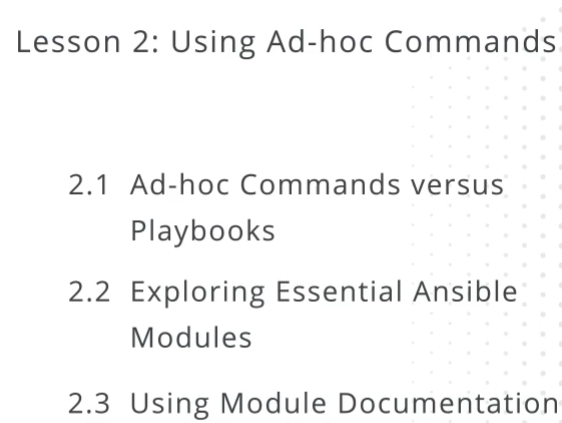 Lesson 2: Using Ad-hoc Commands
2.1 Ad-hoc Commands versus
Playbooks
2.2 Exploring Essential Ansible
Modules
2.3 Using Module Documentation